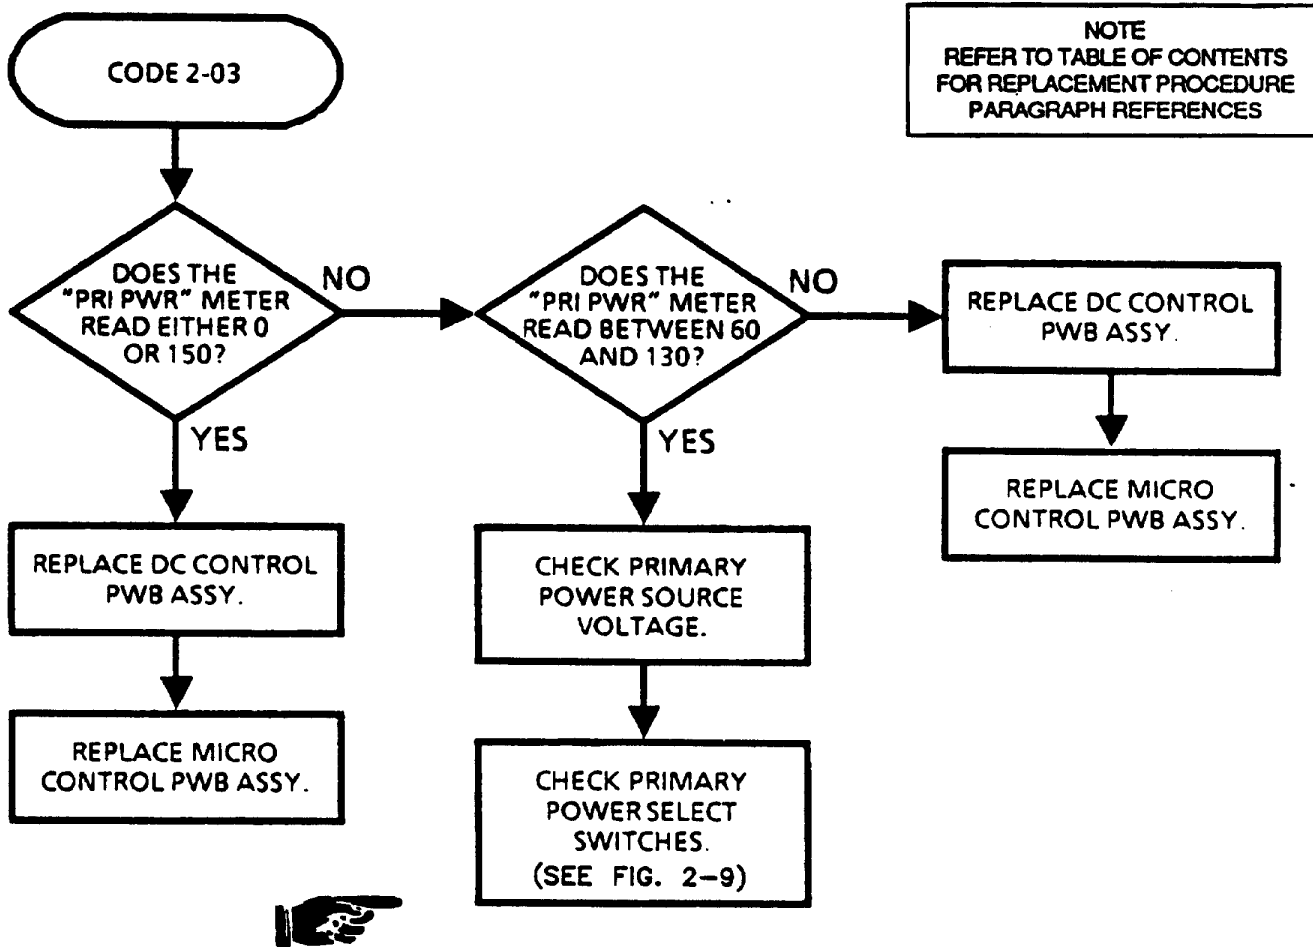 CODE 2-03
NOTE
REFER TO TABLE OF CONTENTS
FOR REPLACEMENT PROCEDURE
PARAGRAPH REFERENCES
DOES THE
"PRI PWR" METER
READ EITHER 0
OR 150?
NO
YES
DOES THE
"PRI PWR" METER
READ BETWEEN 60
AND 130?
NO
YES
REPLACE DC CONTROL
PWB ASSY.
REPLACE MICRO
CONTROL PWB ASSY.
REPLACE DC CONTROL
PWB ASSY.
REPLACE MICRO
CONTROL PWB ASSY.
CHECK PRIMARY
POWER SOURCE
VOLTAGE.
CHECK PRIMARY
POWER SELECT
SWITCHES.
(SEE FIG. 2-9)